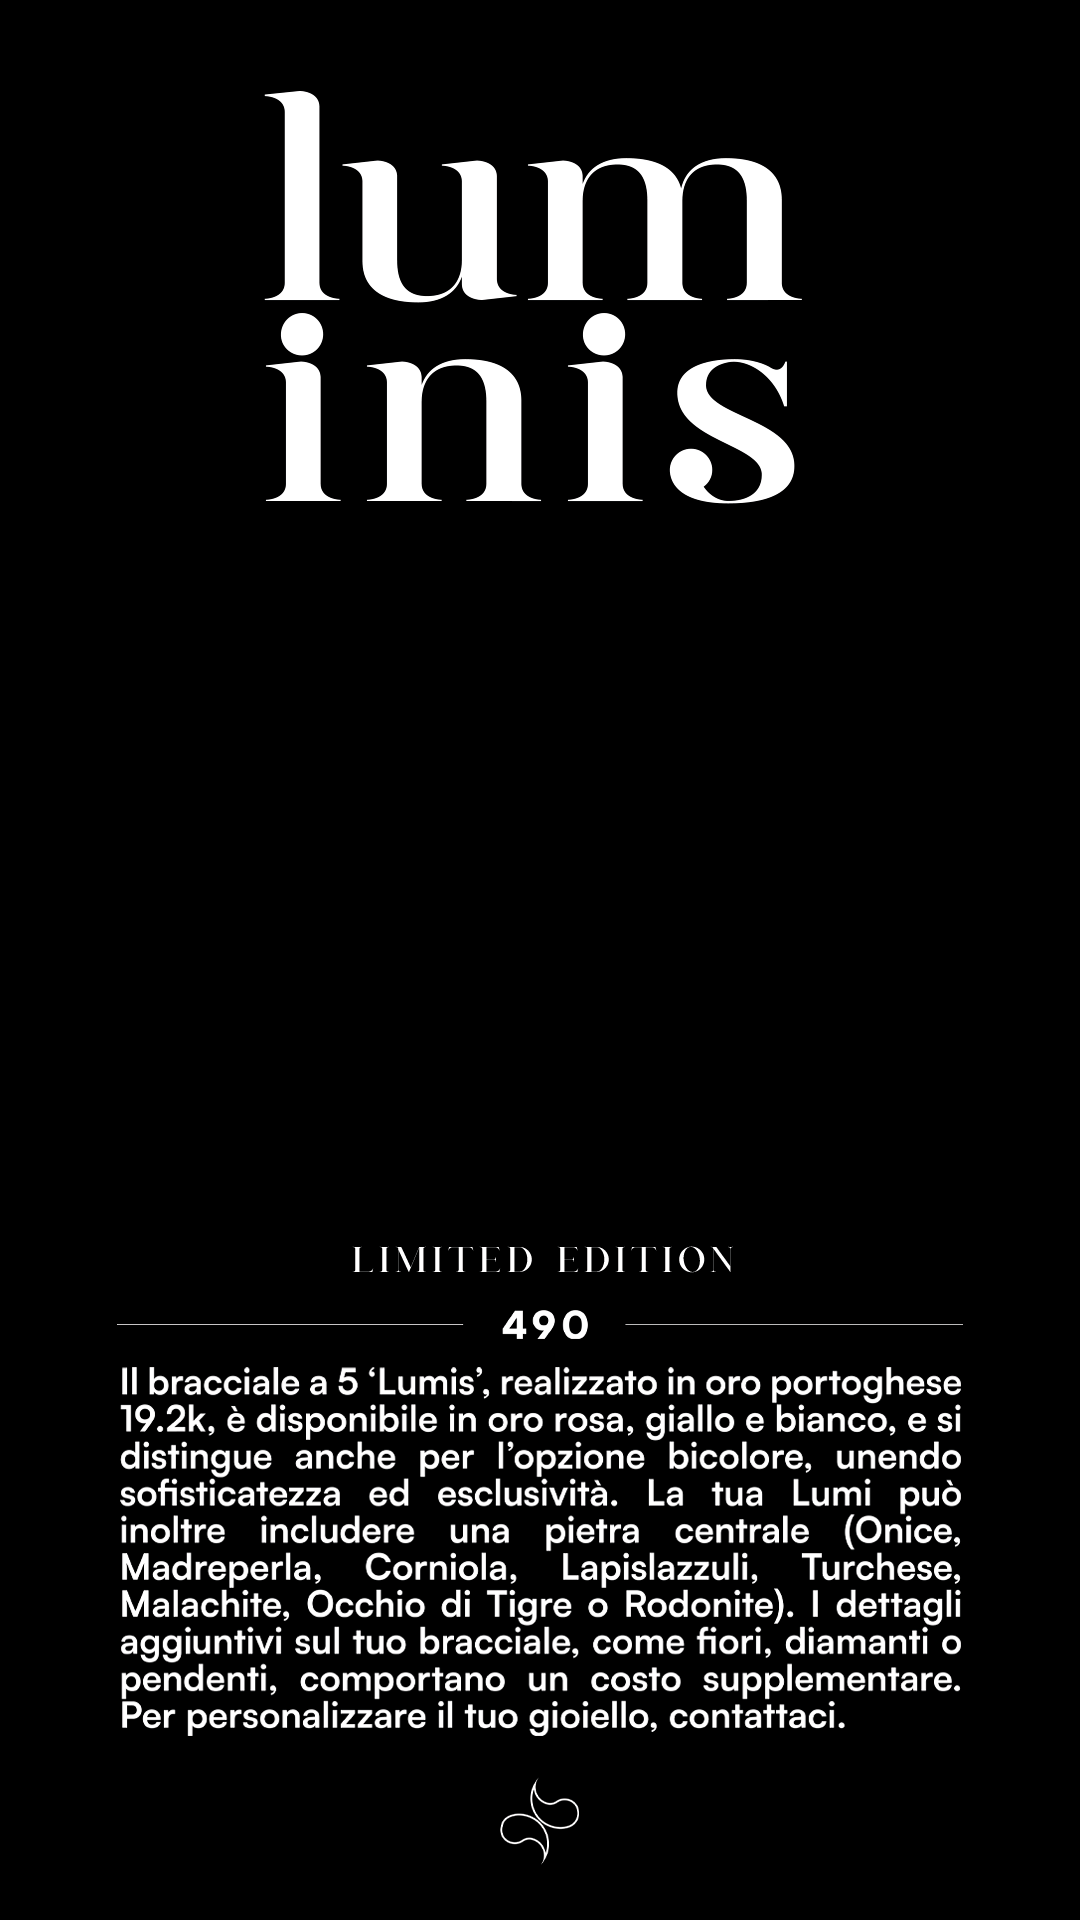 lum
inis
LIMITED EDITION
490
Il bracciale a 5 ‘Lumis’, realizzato in oro portoghese
19.2k, è disponibile in oro rosa, giallo e bianco, e si
distingue anche per l’opzione bicolore, unendo
sofisticatezza ed esclusività. La tua Lumi può
inoltre includere una pietra centrale (Onice,
Madreperla, Corniola, Lapislazzuli, Turchese,
Malachite, Occhio di Tigre o Rodonite). I dettagli
aggiuntivi sul tuo bracciale, come fiori, diamanti o
pendenti, comportano un costo supplementare.
Per personalizzare il tuo gioiello, contattaci.